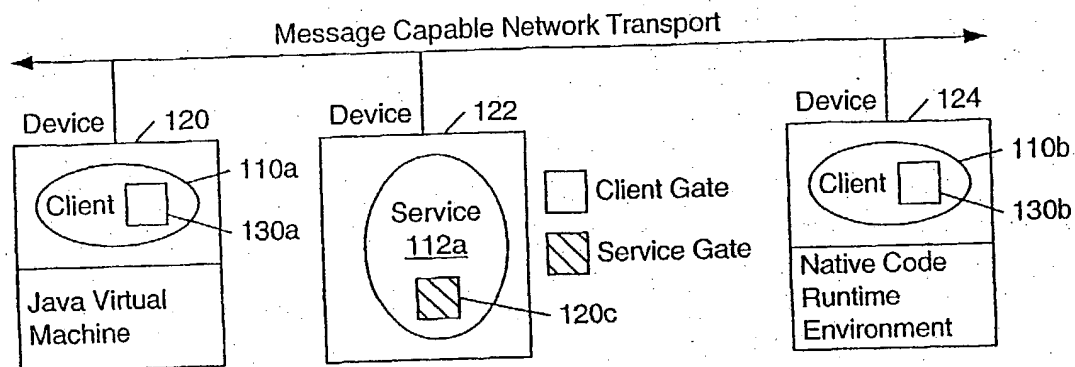 Message Capable Network Transport
Device
120
Device
122
Device
124
Client
110a
130a
Java Virtual
Machine
Service
112a
120c
Client Gate
Service Gate
Client
110b
130b
Native Code
Runtime
Environment